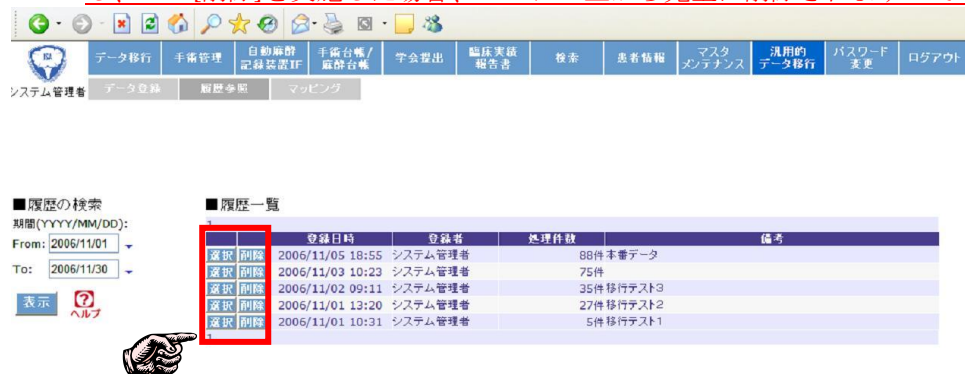 データ移行 手術管理 自動麻酔記録装置IF 手術台帳/麻酔台帳 学会提出 臨床実績報告書 検索 患者情報 マスタメンテナンス 汎用的データ移行 パスワード変更 ログアウト
システム管理者 データ登録 履歴参照 マッピング
■履歴の検索
期間(YYYY/MM/DD):
From: 2006/11/01
To: 2006/11/30
表示 ヘルプ
■履歴一覧
1
登録日時 登録者 処理件数 備考
選択 削除 2006/11/05 18:55 システム管理者 88件 本番データ
選択 削除 2006/11/03 10:23 システム管理者 75件
選択 削除 2006/11/02 09:11 システム管理者 35件 移行テスト3
選択 削除 2006/11/01 13:20 システム管理者 27件 移行テスト2
選択 削除 2006/11/01 10:31 システム管理者 5件 移行テスト1
1